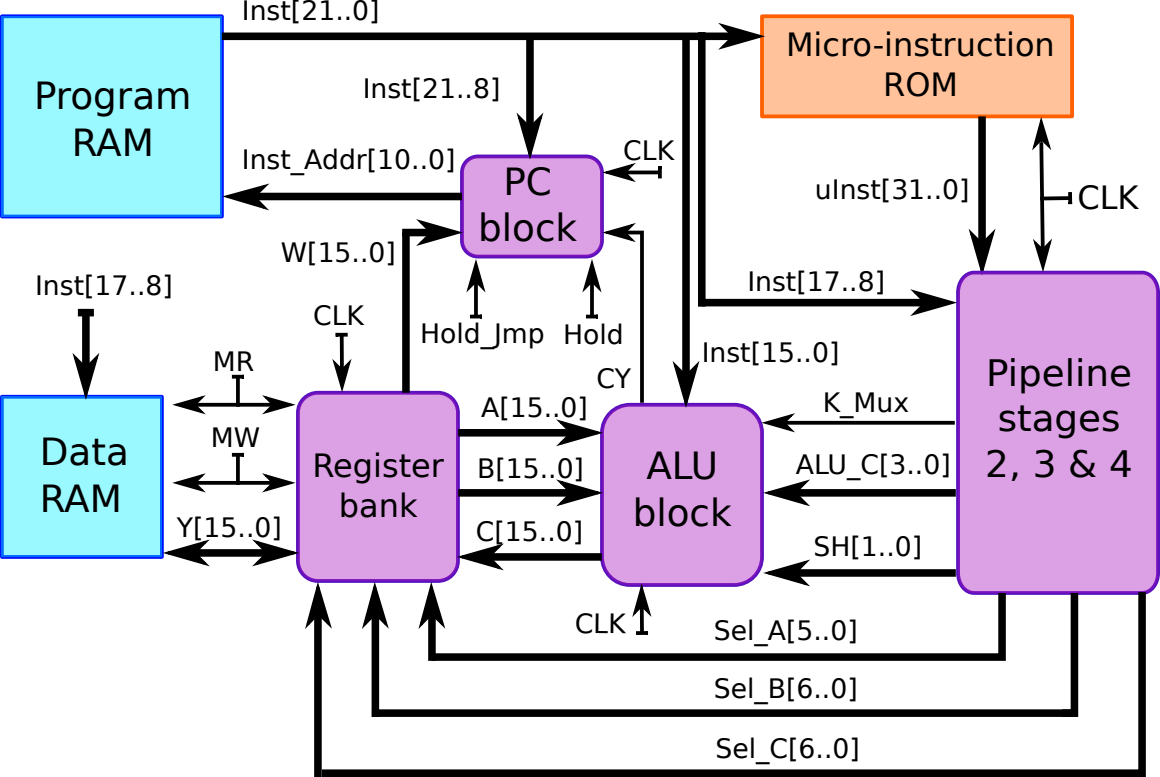 Inst[21..0]
Program
RAM
Micro-instruction
ROM
Inst[21..8]
Inst_Addr[10..0]
CLK
PC
block
uInst[31..0]
CLK
W[15..0]
Inst[17..8]
Inst[17..8]
CLK
Hold_Jmp
Hold
Inst[15..0]
MR
CY
A[15..0]
K_Mux
Pipeline
stages
2, 3 & 4
MW
Data
RAM
Register
bank
B[15..0]
ALU
block
ALU_C[3..0]
Y[15..0]
C[15..0]
SH[1..0]
CLK
Sel_A[5..0]
Sel_B[6..0]
Sel_C[6..0]